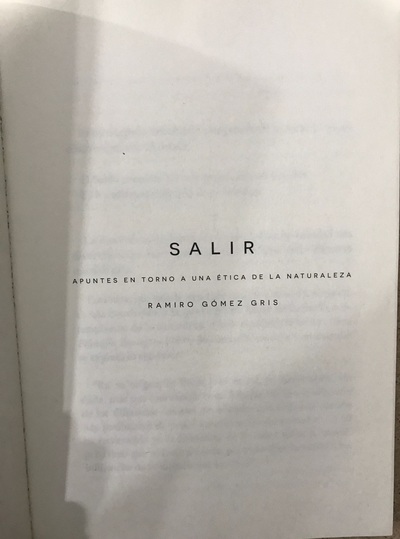 SALIR
APUNTES EN TORNO A UNA ÉTICA DE LA NATURALEZA
RAMIRO GÓMEZ GRIS